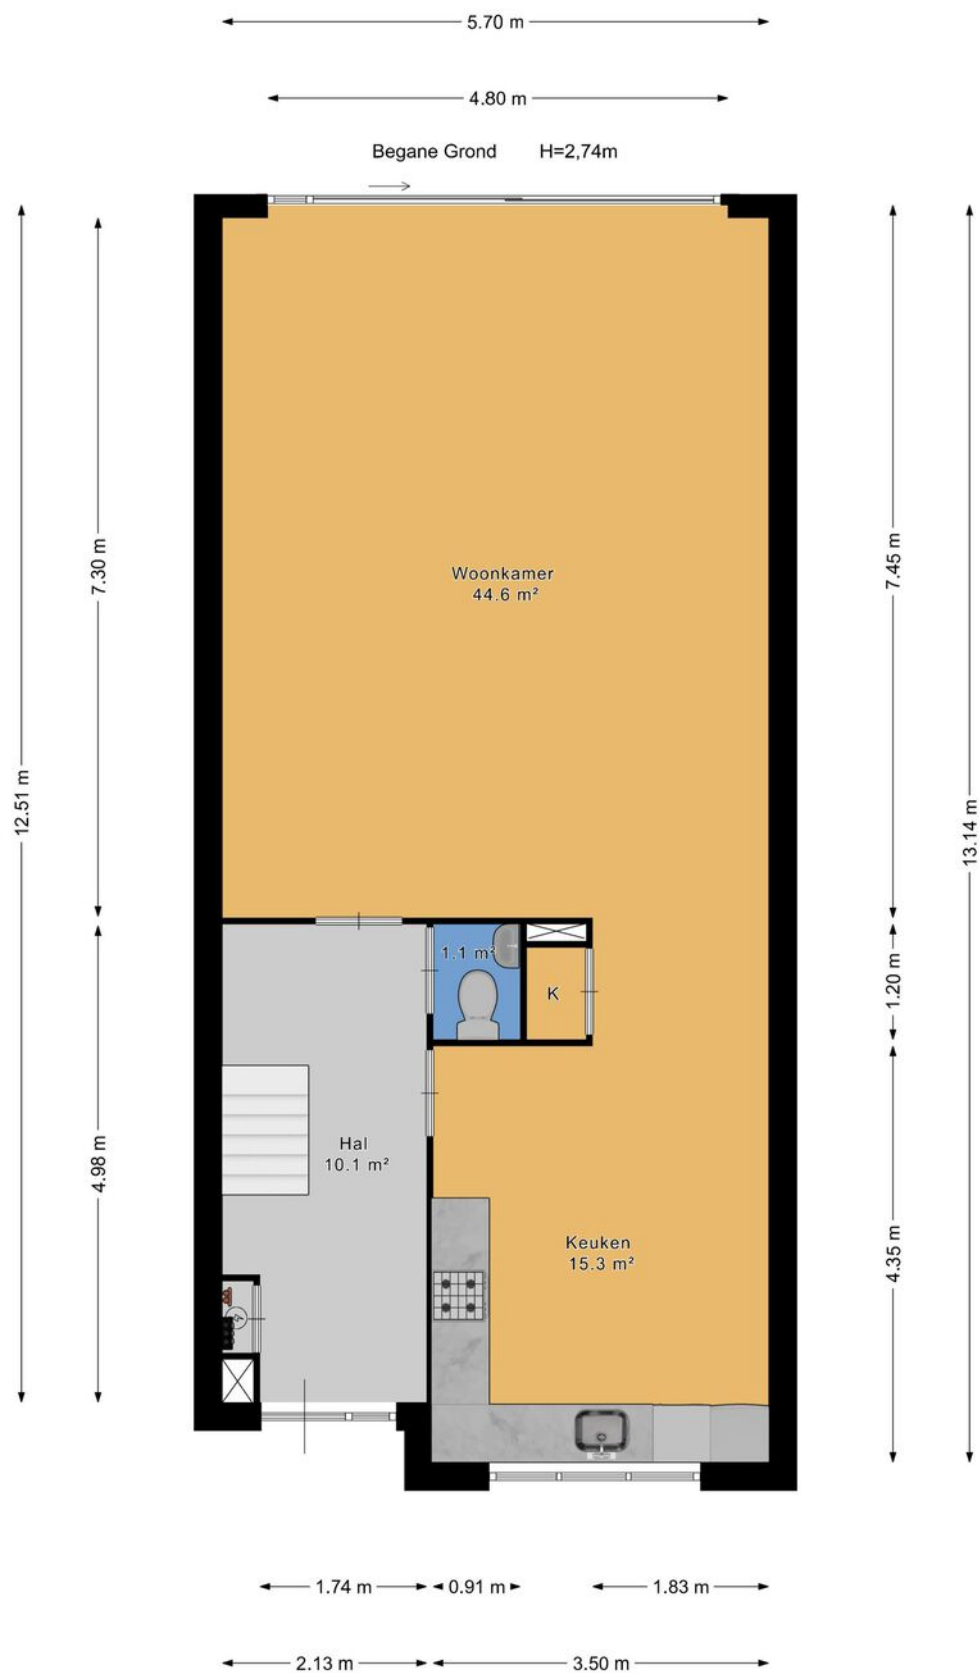 5.70 m
4.80 m
Begane Grond H=2,74m
7.30 m
7.45 m
Woonkamer
44.6 m²
12.51 m
13.14 m
1.1 m²
K
1.20 m
Hal
10.1 m²
4.98 m
Keuken
15.3 m²
4.35 m
1.74 m
0.91 m
1.83 m
2.13 m
3.50 m